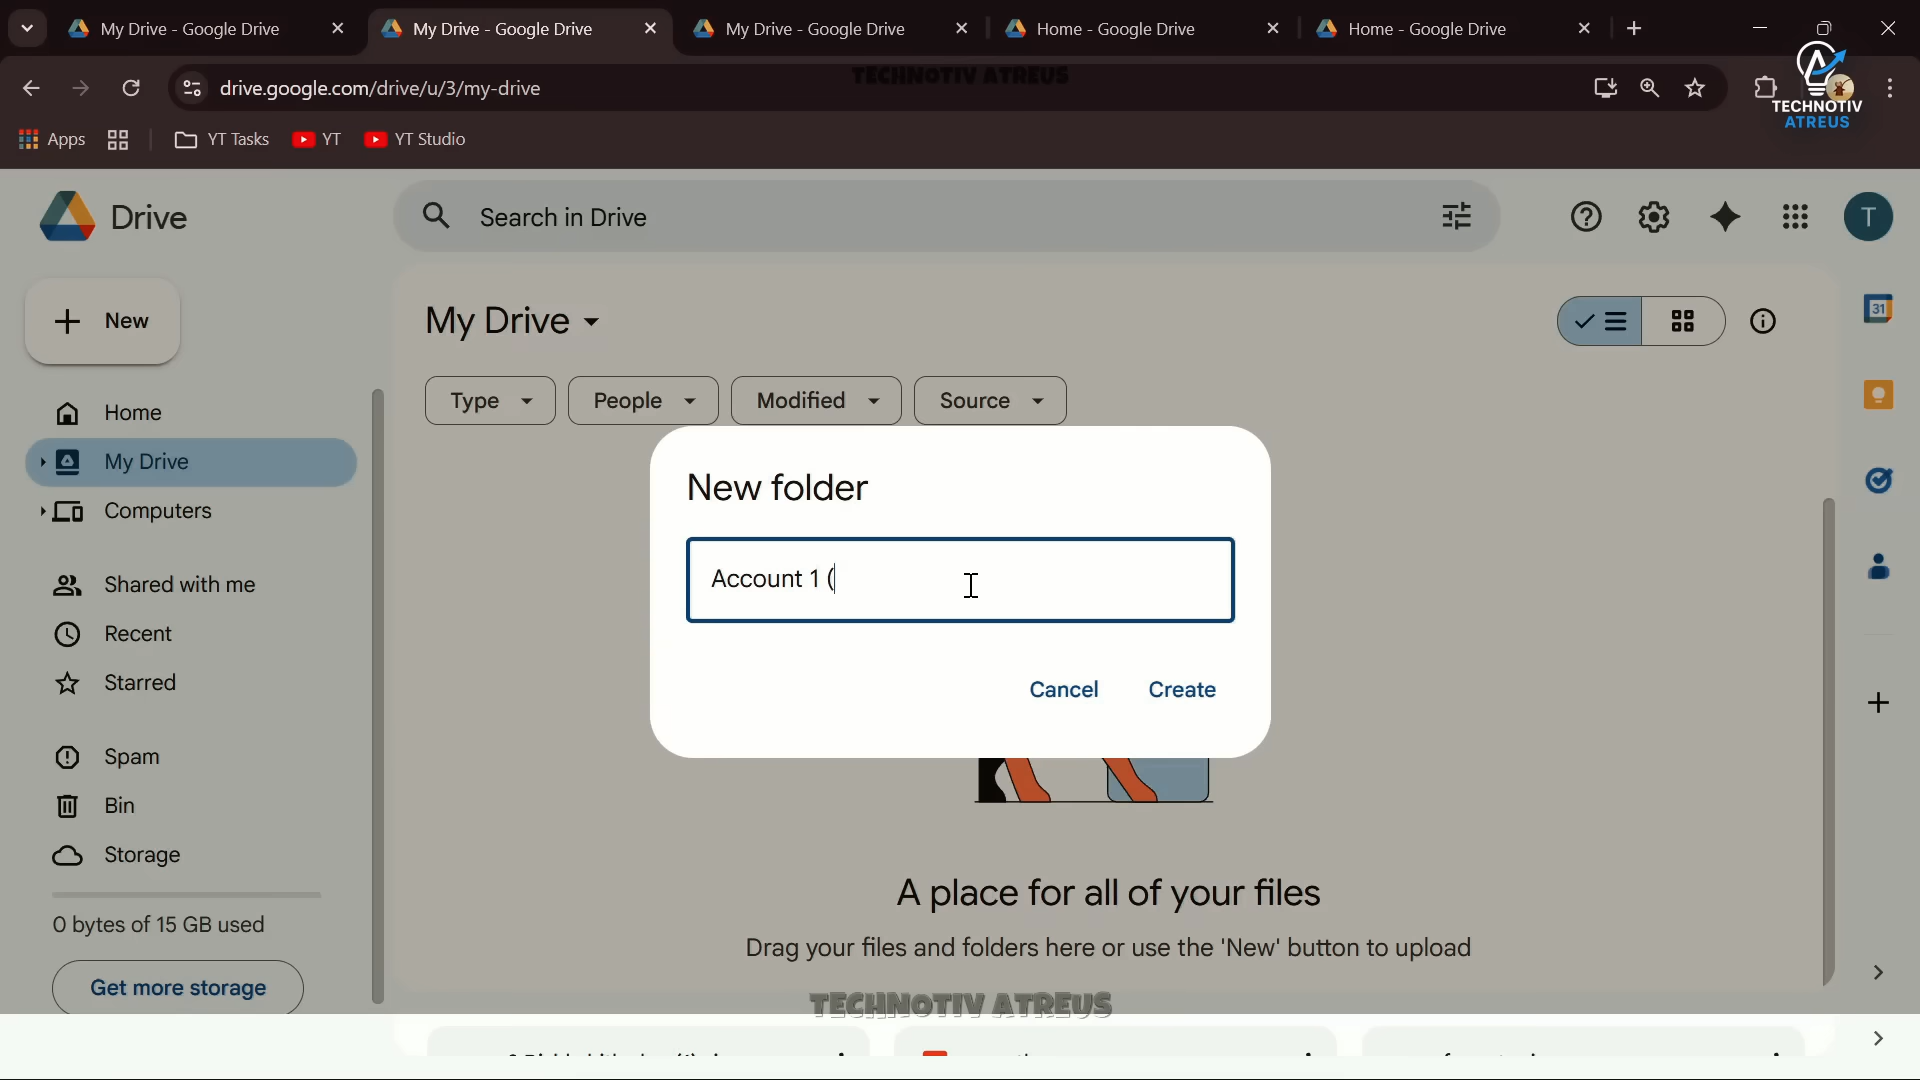 My Drive - Google Drive
My Drive - Google Drive
My Drive - Google Drive
Home - Google Drive
Home - Google Drive
drive.google.com/drive/u/3/my-drive
TECHNOTIV ATREUS
TECHNOTIV
ATREUS
Apps
YT Tasks
YT
YT Studio
Drive
Search in Drive
T
New
My Drive
Type
People
Modified
Source
31
Home
My Drive
Computers
Shared with me
Recent
Starred
Spam
Bin
Storage
0 bytes of 15 GB used
Get more storage
New folder
Account 1 (
Cancel
Create
A place for all of your files
Drag your files and folders here or use the 'New' button to upload
TECHNOTIV ATREUS